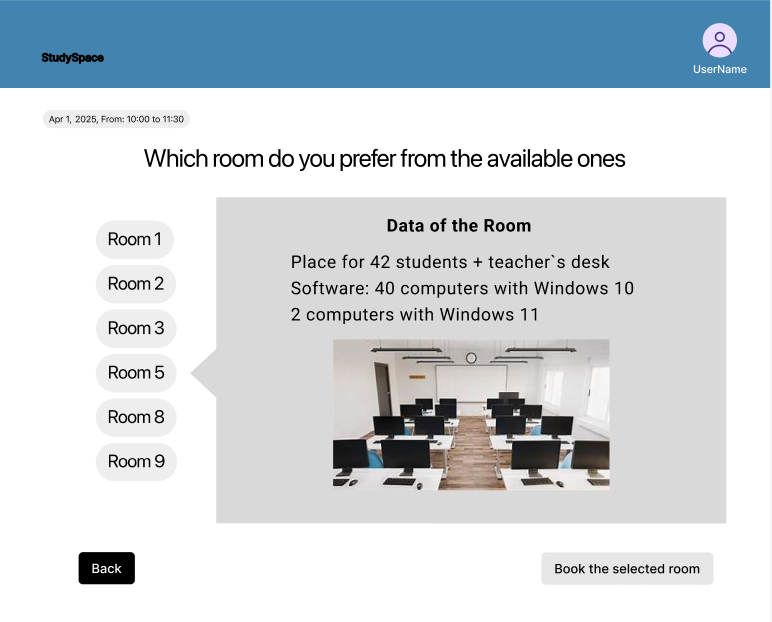 StudySpace
UserName
Apr 1, 2025, From: 10:00 to 11:30
Which room do you prefer from the available ones
Room 1
Room 2
Room 3
Room 5
Room 8
Room 9
Data of the Room
Place for 42 students + teacher`s desk
Software: 40 computers with Windows 10
2 computers with Windows 11
Back
Book the selected room